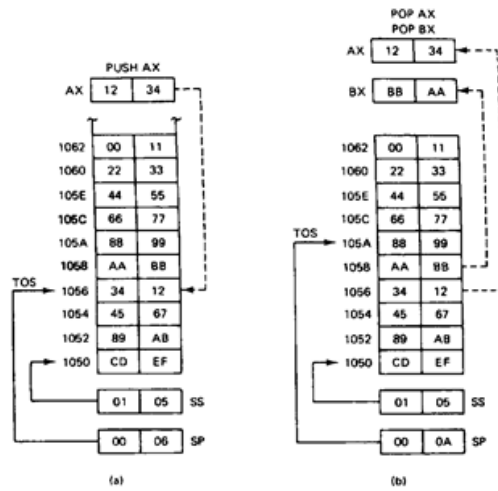 PUSH AX
AX 12 34
1062 00 11
1060 22 33
105E 44 55
105C 66 77
105A 88 99
1058 AA BB
TOS
1056 34 12
1054 45 67
1052 89 AB
1050 CD EF
01 05 SS
00 06 SP
(a)
POP AX
POP BX
AX 12 34
BX BB AA
1062 00 11
1060 22 33
105E 44 55
105C 66 77
TOS
105A 88 99
1058 AA BB
1056 34 12
1054 45 67
1052 89 AB
1050 CD EF
01 05 SS
00 0A SP
(b)